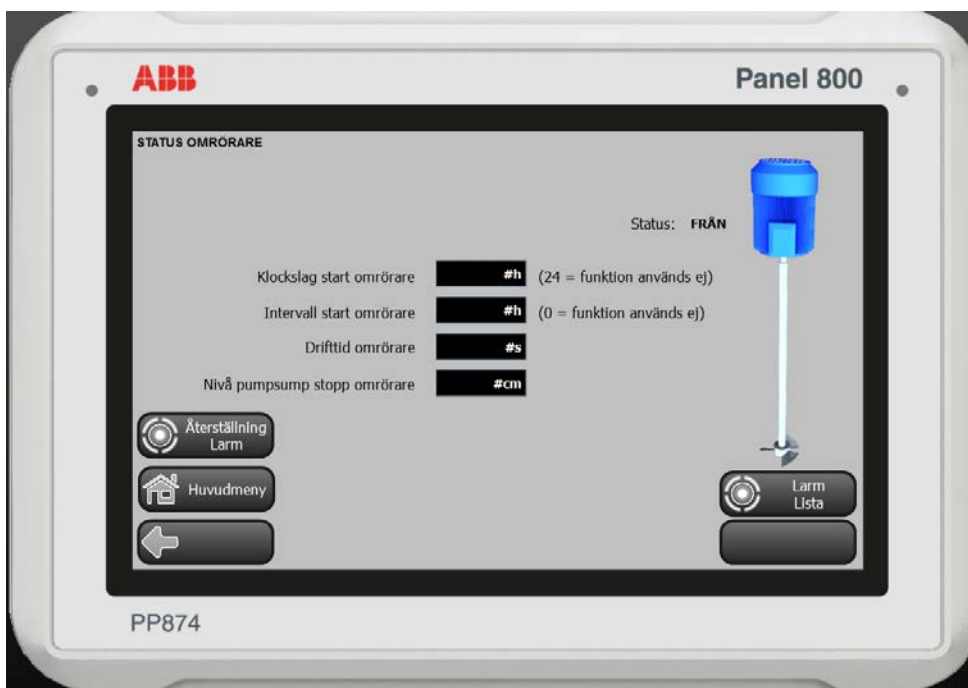 ABB
Panel 800
STATUS OMRÖRARE
Status: FRÅN
Klockslag start omrörare #h (24 = funktion används ej)
Intervall start omrörare #h (0 = funktion används ej)
Drifttid omrörare #s
Nivå pumpsump stopp omrörare #cm
Återställning
Larm
Huvudmeny
Larm
Lista
PP874